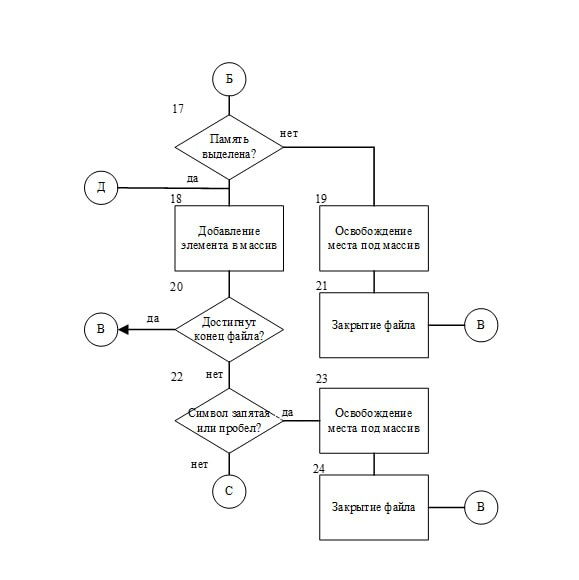 Б
17
Память
выделена?
нет
да
Д
18
Добавление
элемента в массив
19
Освобождение
места под массив
20
Достигнут
конец файла?
да
В
21
Закрытие файла
В
нет
22
Символ запятая
или пробел?
да
23
Освобождение
места под массив
нет
С
24
Закрытие файла
В